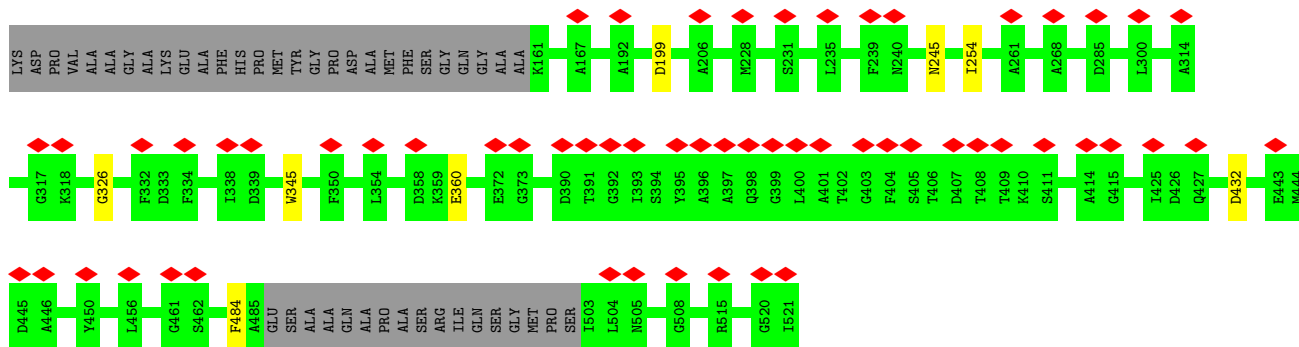 LYS ASP PRO VAL ALA ALA GLY ALA LYS GLU ALA PHE HIS PRO MET TYR GLY PRO ASP ALA MET PHE SER GLY GLN GLY ALA ALA K161 A167 A192 D199 A206 M228 S231 L235 F239 N240 N245 I254 A261 A268 D285 L300 A314
G317 K318 G326 F332 D333 F334 I338 D339 W345 F350 L354 D358 K359 E360 E372 G373 D390 T391 G392 I393 S394 Y395 A396 A397 Q398 G399 L400 A401 T402 G403 F404 S405 T406 D407 T408 T409 K410 S411 A414 G415 I425 D426 Q427 D432 E443 M444
D445 A446 Y450 L456 G461 S462 F484 A485 GLU SER ALA ALA GLN ALA PRO ALA SER ARG ILE GLN SER GLY MET PRO SER I503 L504 N505 G508 R515 G520 I521